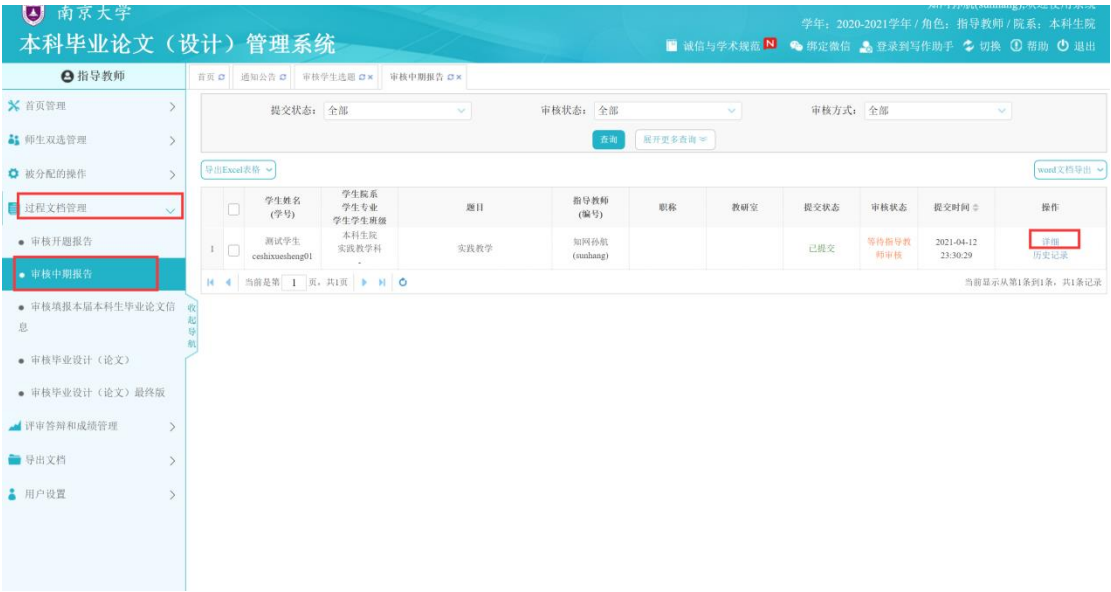 南京大学
本科毕业论文（设计）管理系统
学年：2020-2021学年 / 角色：指导教师 / 院系：本科生院
诚信与学术规范 N 绑定微信 登录到写作助手 切换 帮助 退出
指导教师
首页 通知公告 审核学生选题 × 审核中期报告 ×
首页管理
师生双选管理
被分配的操作
过程文档管理
审核开题报告
审核中期报告
审核填报本届本科生毕业论文信
息
审核毕业设计（论文）
审核毕业设计（论文）最终版
评审答辩和成绩管理
导出文档
用户设置
收起导航
提交状态： 全部 审核状态： 全部 审核方式： 全部
查询 展开更多查询
导出Excel表格 word文档导出
学生姓名
(学号)
学生院系
学生专业
学生学生班级
题目
指导教师
(编号)
职称
教研室
提交状态
审核状态
提交时间
操作
1
测试学生
ceshixuesheng01
本科生院
实践教学科
-
实践教学
知网孙航
(sunhang)
已提交
等待指导教
师审核
2021-04-12
23:30:29
详细
历史记录
当前是第 1 页，共1页
当前显示从第1条到1条，共1条记录